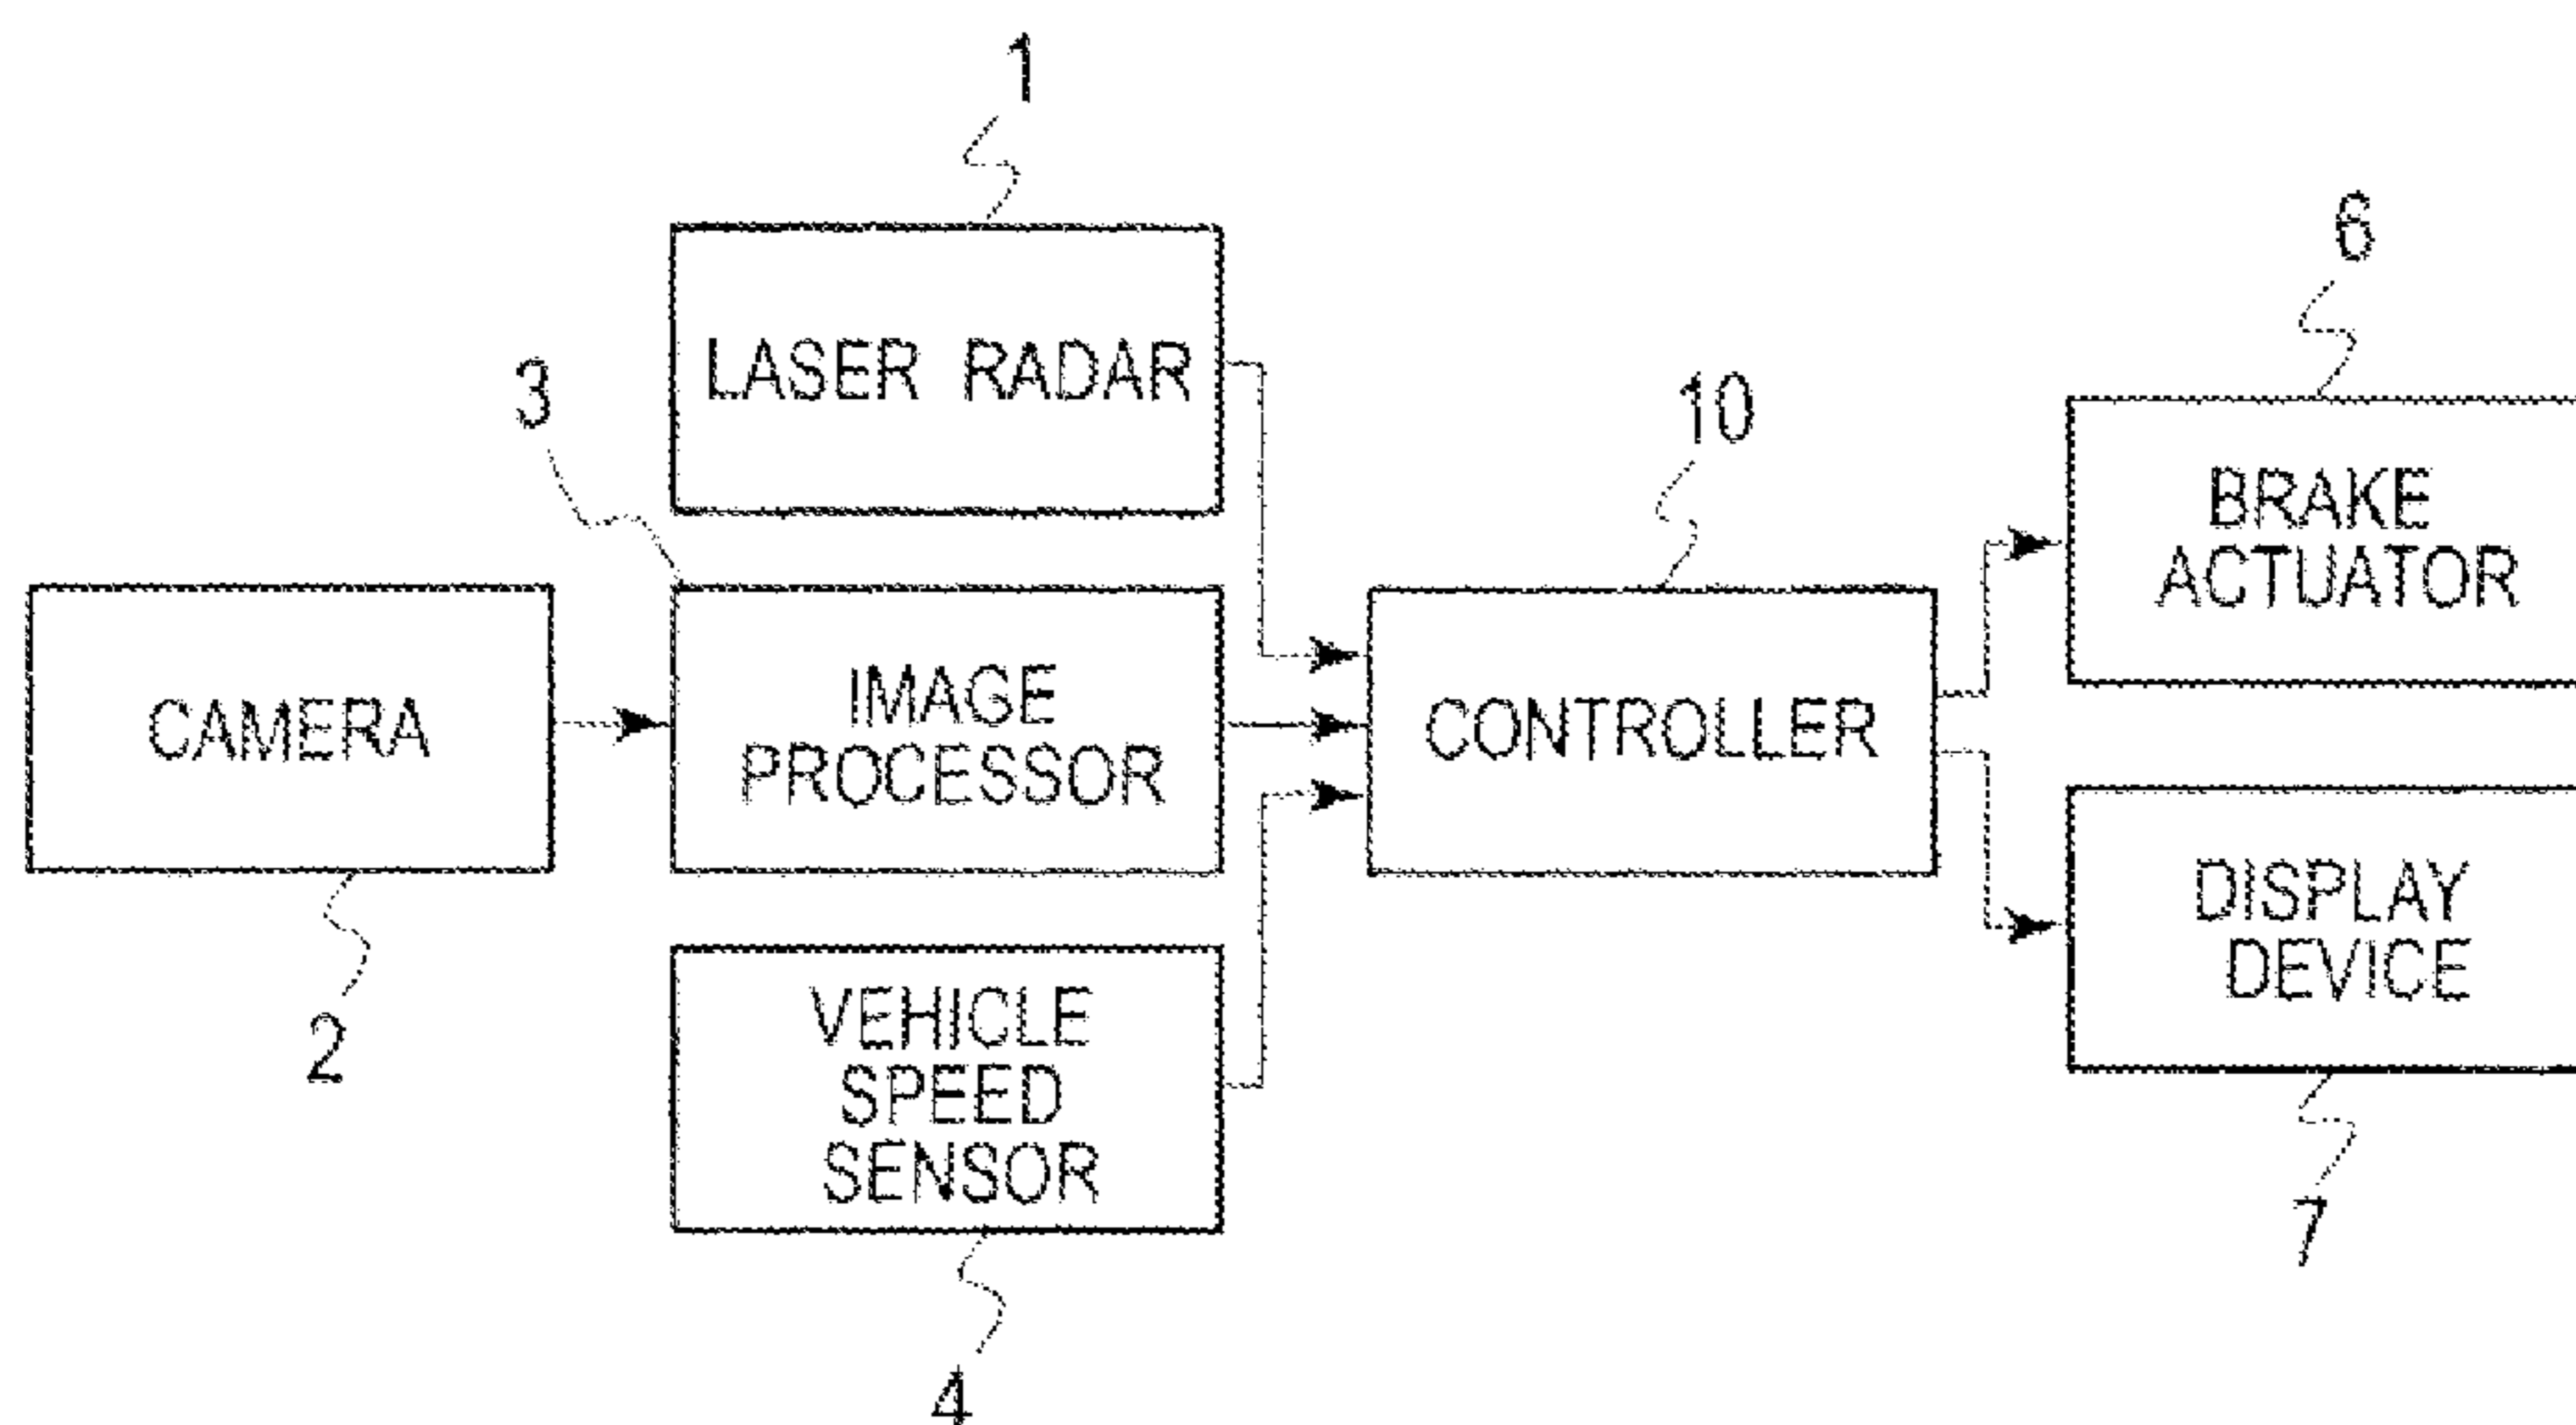 1
LASER RADAR
3
IMAGE
PROCESSOR
CAMERA
2
VEHICLE
SPEED
SENSOR
4
10
CONTROLLER
6
BRAKE
ACTUATOR
DISPLAY
DEVICE
7